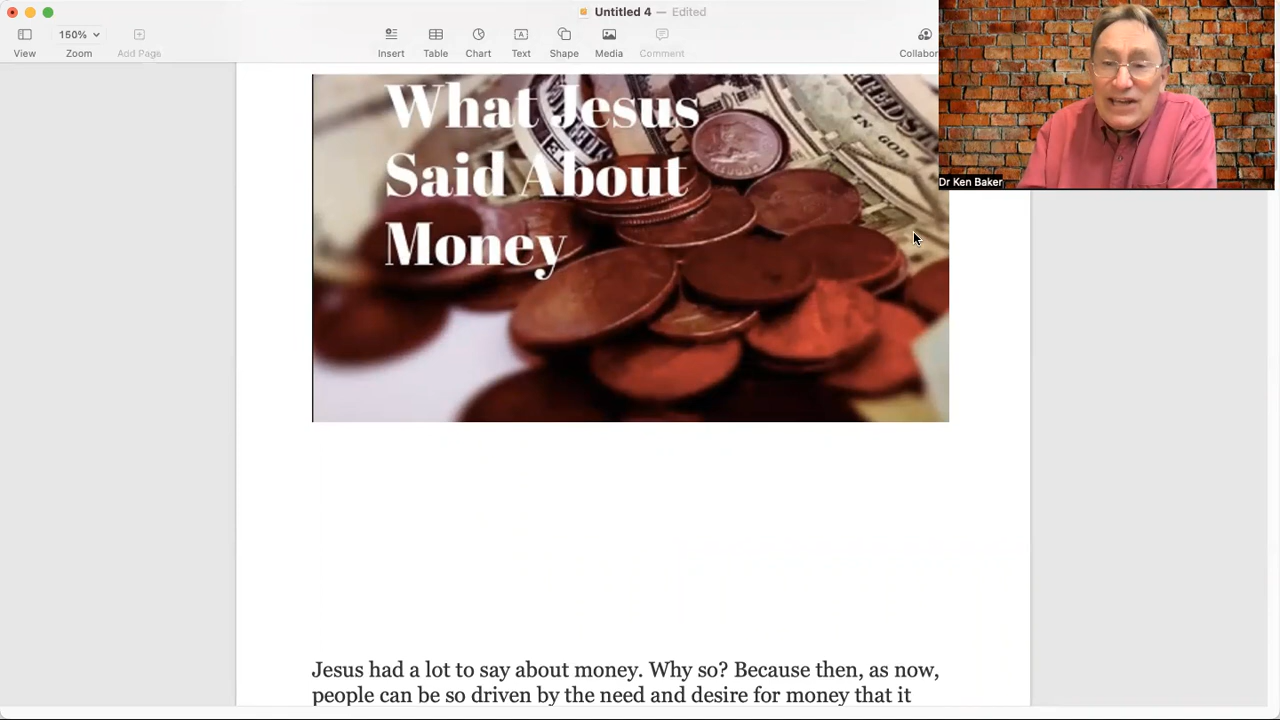 Untitled 4 — Edited
150%
View
Zoom
Add Page
Insert
Table
Chart
Text
Shape
Media
Comment
Collabor
What Jesus
Said About
Money
IN GOD
Dr Ken Baker
Jesus had a lot to say about money. Why so? Because then, as now,
people can be so driven by the need and desire for money that it